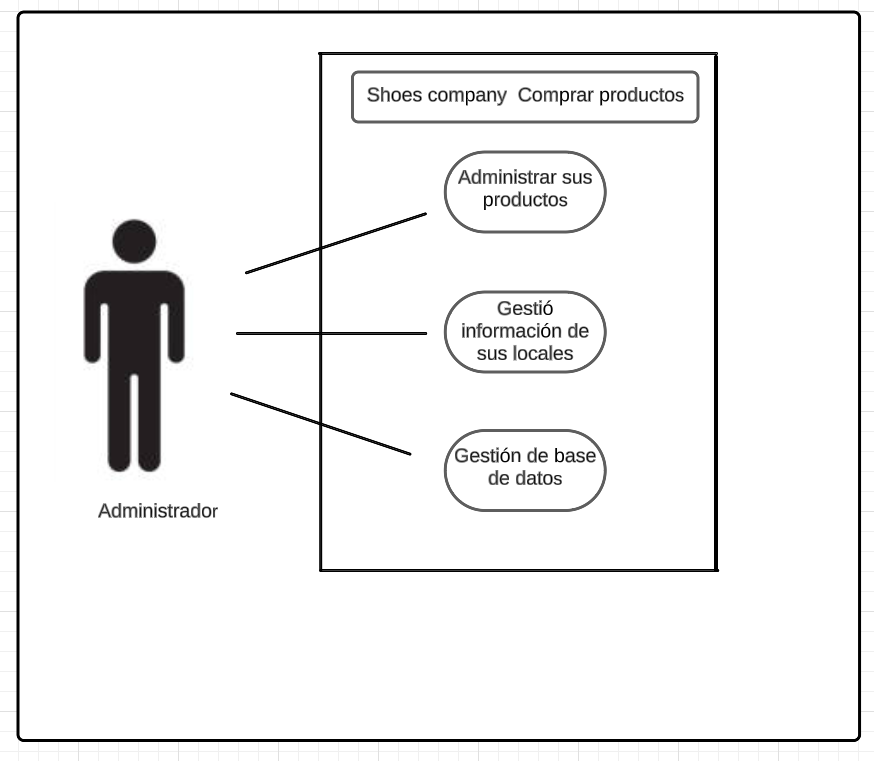 Shoes company  Comprar productos
Administrar sus
productos
Gestió
información de
sus locales
Gestión de base
de datos
Administrador